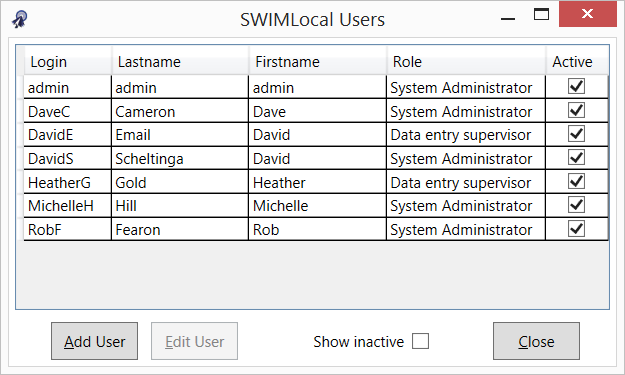 SWIMLocal Users
Login Lastname Firstname Role Active
admin admin admin System Administrator
DaveC Cameron Dave System Administrator
DavidE Email David Data entry supervisor
DavidS Scheltinga David System Administrator
HeatherG Gold Heather Data entry supervisor
MichelleH Hill Michelle System Administrator
RobF Fearon Rob System Administrator
Add User Edit User Show inactive Close